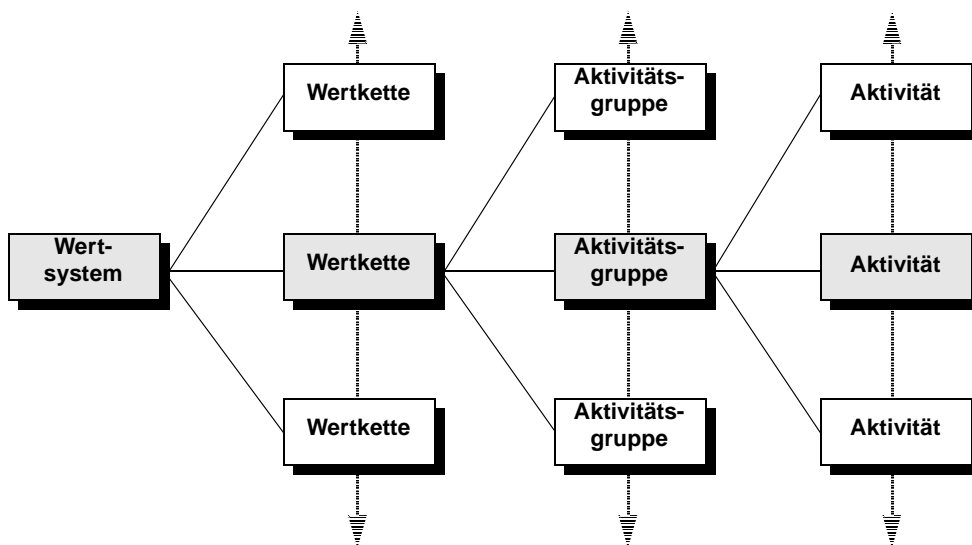 Wertkette
Aktivitäts-
gruppe
Aktivität
Wert-
system
Wertkette
Aktivitäts-
gruppe
Aktivität
Wertkette
Aktivitäts-
gruppe
Aktivität